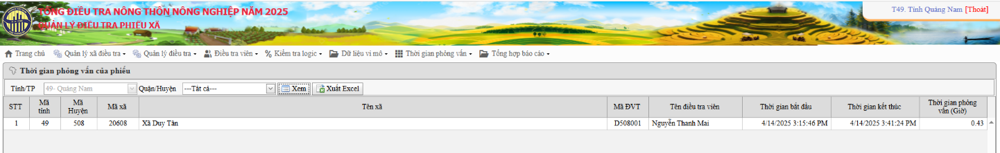 TỔNG ĐIỀU TRA NÔNG THÔN NÔNG NGHIỆP NĂM 2025
QUẢN LÝ ĐIỀU TRA PHIẾU XÃ
T49. Tỉnh Quảng Nam [Thoát]
Trang chủ Quản lý xã điều tra Quản lý điều tra Điều tra viên Kiểm tra logic Dữ liệu vi mô Thời gian phỏng vấn Tổng hợp báo cáo
Thời gian phỏng vấn của phiếu
Tỉnh/TP 49- Quảng Nam Quận/Huyện ---Tất cả--- Xem Xuất Excel
STT Mã tỉnh Mã Huyện Mã xã Tên xã Mã ĐVT Tên điều tra viên Thời gian bắt đầu Thời gian kết thúc Thời gian phỏng vấn (Giờ)
1 49 508 20608 Xã Duy Tân D508001 Nguyễn Thanh Mai 4/14/2025 3:15:46 PM 4/14/2025 3:41:24 PM 0.43